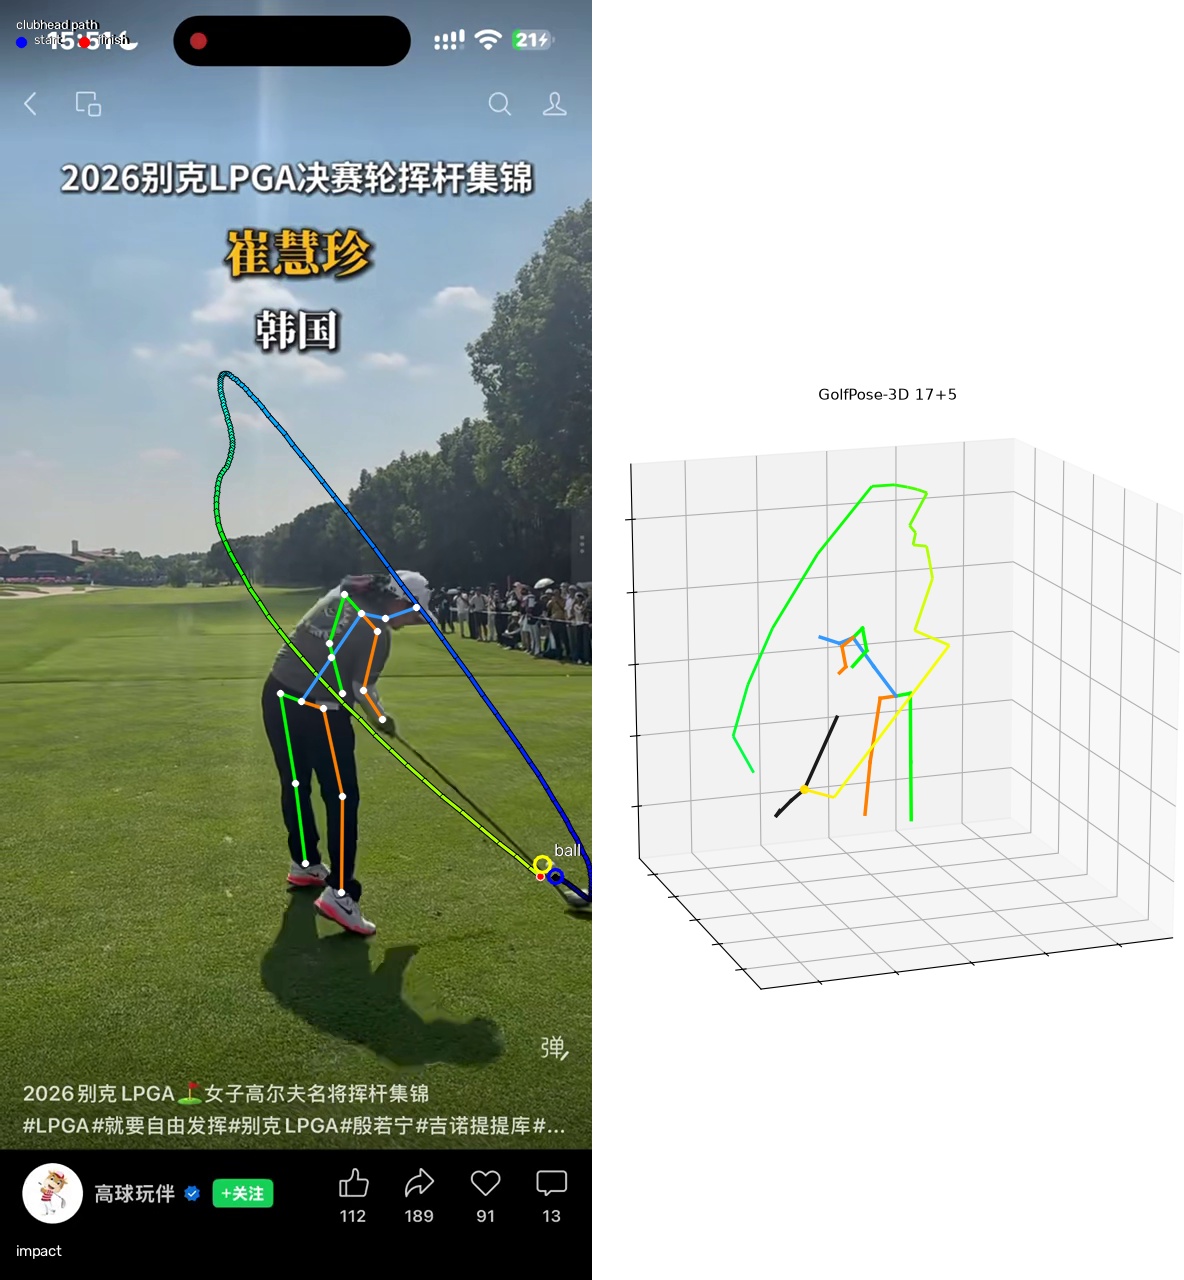 clubhead path
start
finish
15:51
21
2026别克LPGA决赛轮挥杆集锦
崔慧珍
韩国
GolfPose-3D 17+5
ball
弹
2026别克LPGA⛳女子高尔夫名将挥杆集锦
#LPGA#就要自由发挥#别克LPGA#殷若宁#吉诺提提库#...
高球玩伴
+关注
112
189
91
13
impact